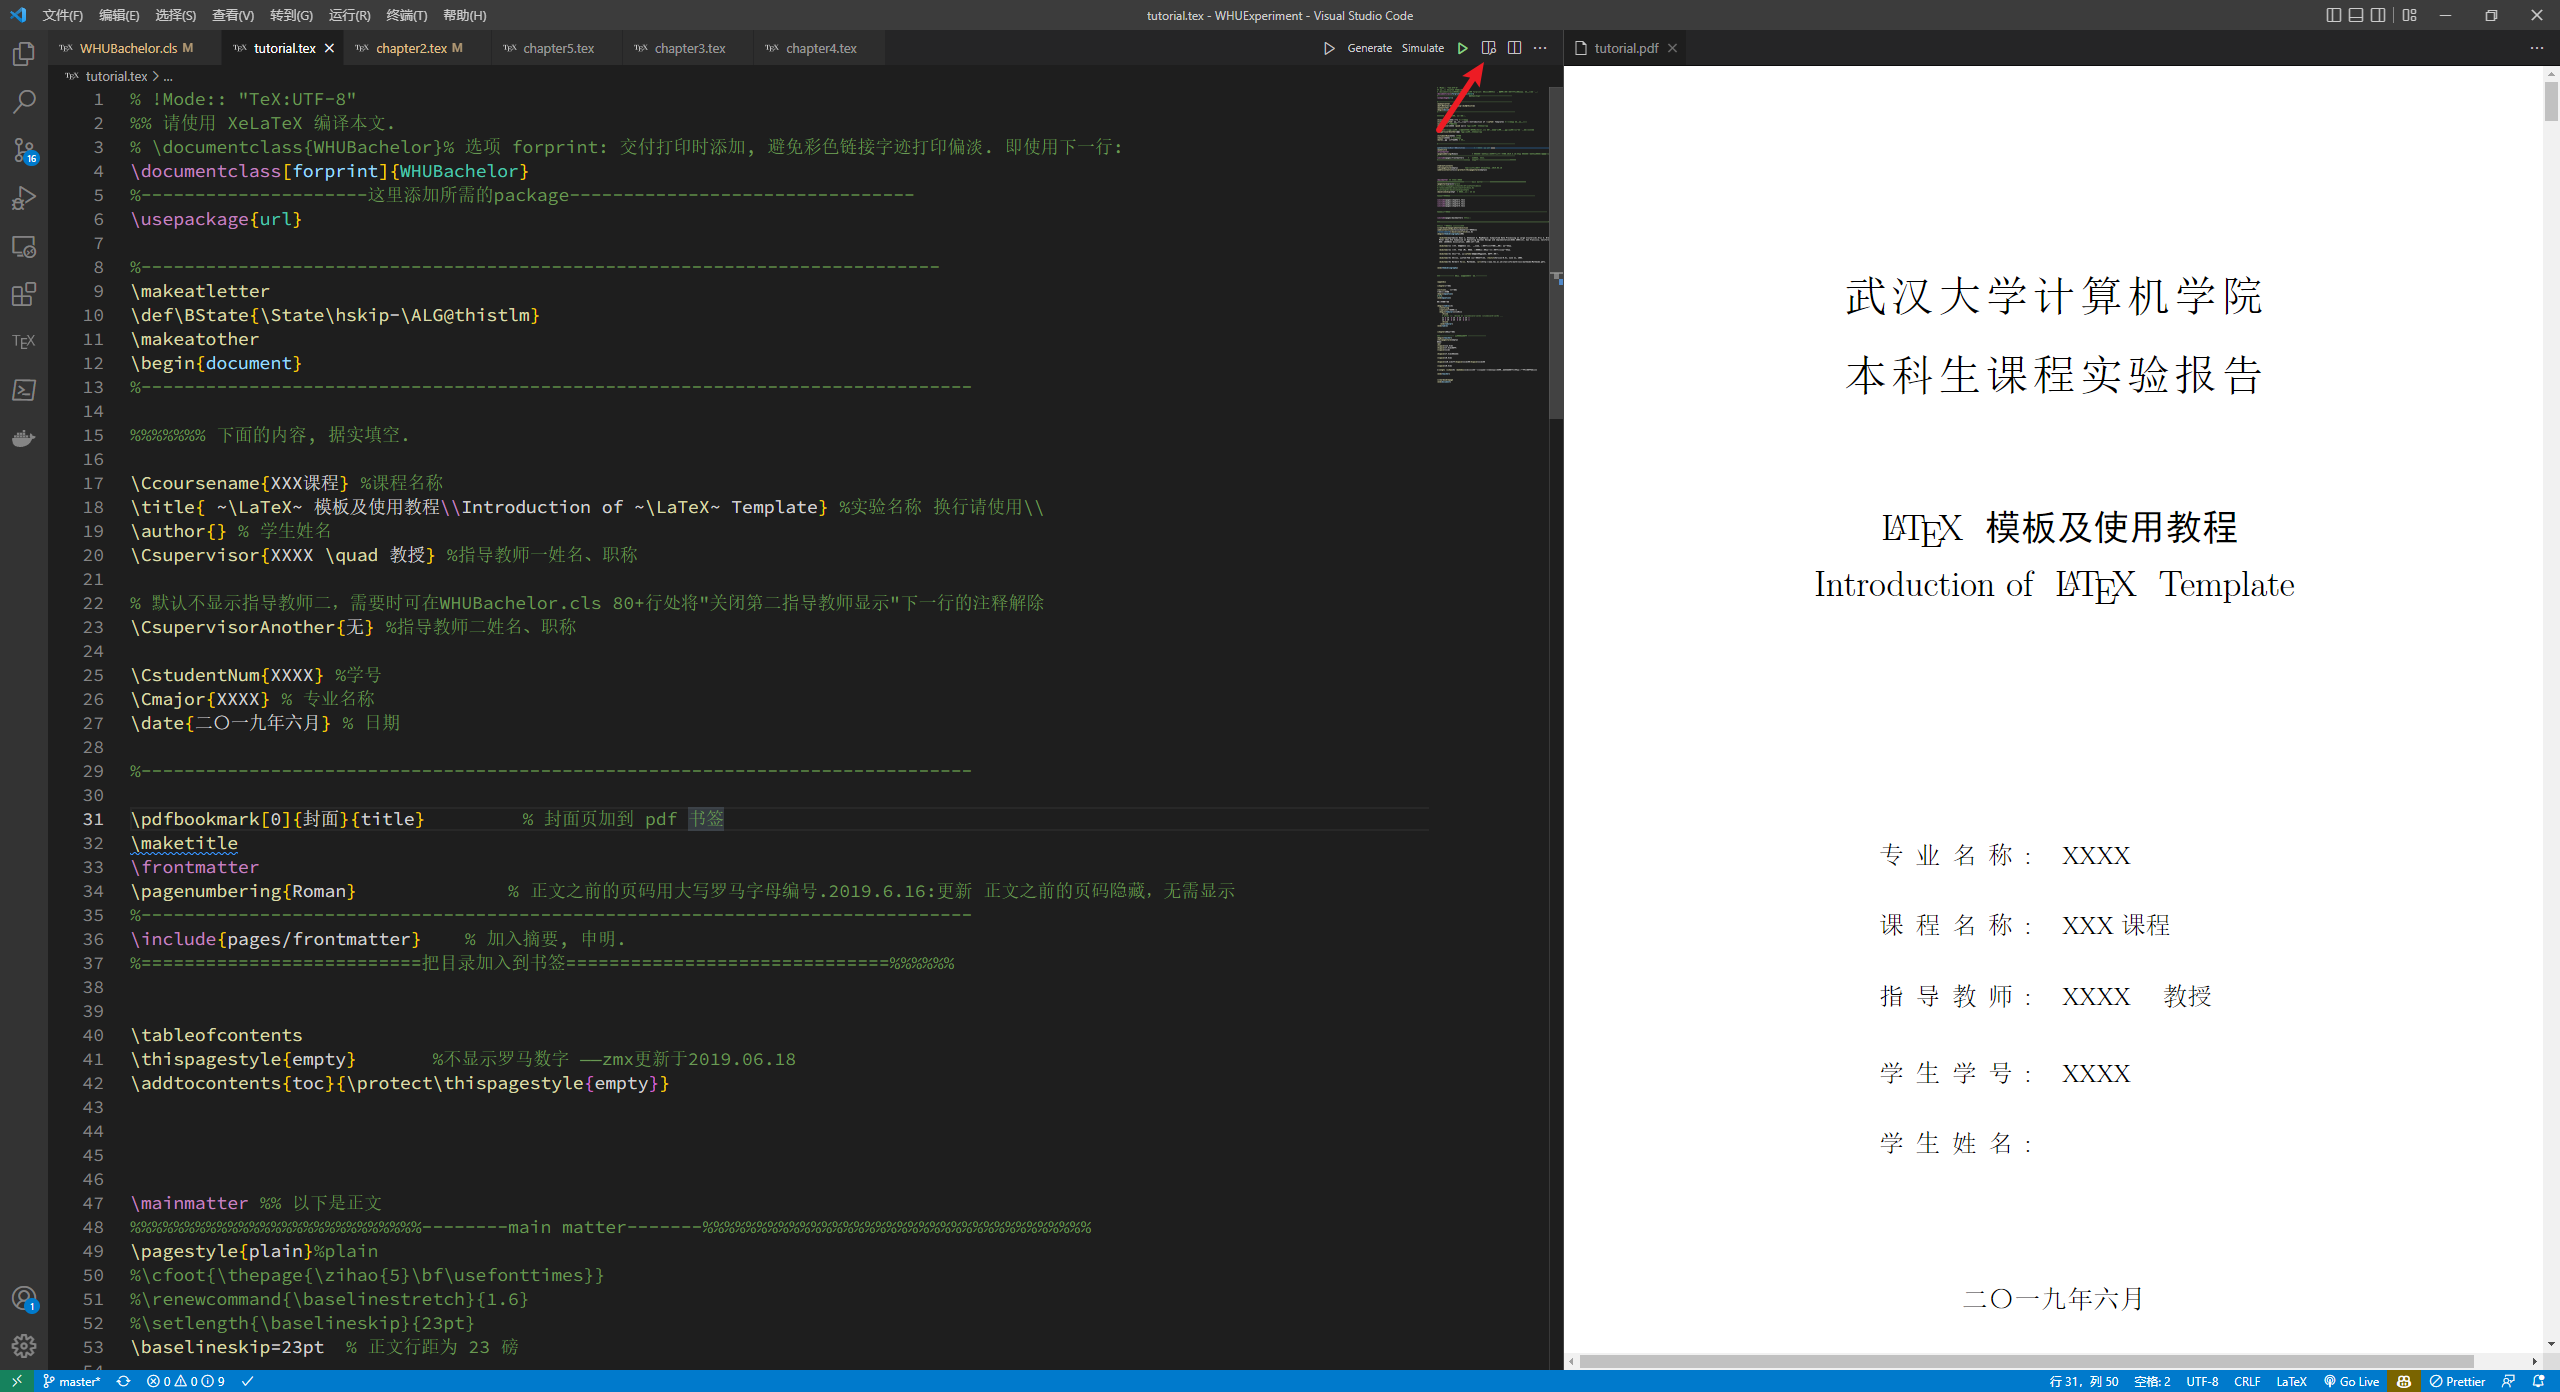 文件(F) 编辑(E) 选择(S) 查看(V) 转到(G) 运行(R) 终端(T) 帮助(H)
tutorial.tex - WHUExperiment - Visual Studio Code
WHUBachelor.cls M
tutorial.tex
chapter2.tex M
chapter5.tex
chapter3.tex
chapter4.tex
Generate Simulate
tutorial.pdf
tutorial.tex > ...
1 % !Mode:: "TeX:UTF-8"
2 %% 请使用 XeLaTeX 编译本文.
3 % \documentclass{WHUBachelor}% 选项 forprint: 交付打印时添加, 避免彩色链接字迹打印偏淡. 即使用下一行:
4 \documentclass[forprint]{WHUBachelor}
5 %---------------------这里添加所需的package--------------------------------
6 \usepackage{url}
7
8 %--------------------------------------------------------------------------
9 \makeatletter
10 \def\BState{\State\hskip-\ALG@thistlm}
11 \makeatother
12 \begin{document}
13 %-----------------------------------------------------------------------------
14
15 %%%%%%% 下面的内容, 据实填空.
16
17 \Ccoursename{XXX课程} %课程名称
18 \title{ ~\LaTeX~ 模板及使用教程\\Introduction of ~\LaTeX~ Template} %实验名称 换行请使用\\
19 \author{} % 学生姓名
20 \Csupervisor{XXXX \quad 教授} %指导教师一姓名、职称
21
22 % 默认不显示指导教师二，需要时可在WHUBachelor.cls 80+行处将"关闭第二指导教师显示"下一行的注释解除
23 \CsupervisorAnother{无} %指导教师二姓名、职称
24
25 \CstudentNum{XXXX} %学号
26 \Cmajor{XXXX} % 专业名称
27 \date{二〇一九年六月} % 日期
28
29 %-----------------------------------------------------------------------------
30
31 \pdfbookmark[0]{封面}{title}         % 封面页加到 pdf 书签
32 \maketitle
33 \frontmatter
34 \pagenumbering{Roman}              % 正文之前的页码用大写罗马字母编号.2019.6.16:更新 正文之前的页码隐藏，无需显示
35 %-----------------------------------------------------------------------------
36 \include{pages/frontmatter}    % 加入摘要, 申明.
37 %==========================把目录加入到书签==============================%%%%%%
38
39
40 \tableofcontents
41 \thispagestyle{empty}       %不显示罗马数字 ——zmx更新于2019.06.18
42 \addtocontents{toc}{\protect\thispagestyle{empty}}
43
44
45
46
47 \mainmatter %% 以下是正文
48 %%%%%%%%%%%%%%%%%%%%%%%%%%%--------main matter-------%%%%%%%%%%%%%%%%%%%%%%%%%%%%%%%%%%%%
49 \pagestyle{plain}%plain
50 %\cfoot{\thepage{\zihao{5}\bf\usefonttimes}}
51 %\renewcommand{\baselinestretch}{1.6}
52 %\setlength{\baselineskip}{23pt}
53 \baselineskip=23pt  % 正文行距为 23 磅
54
武汉大学计算机学院
本科生课程实验报告
LATEX 模板及使用教程
Introduction of LATEX Template
专业名称： XXXX
课程名称： XXX 课程
指导教师： XXXX 教授
学生学号： XXXX
学生姓名：
二〇一九年六月
16
TEX
1
master* 0 0 9
行 31，列 50 空格: 2 UTF-8 CRLF LaTeX Go Live Prettier